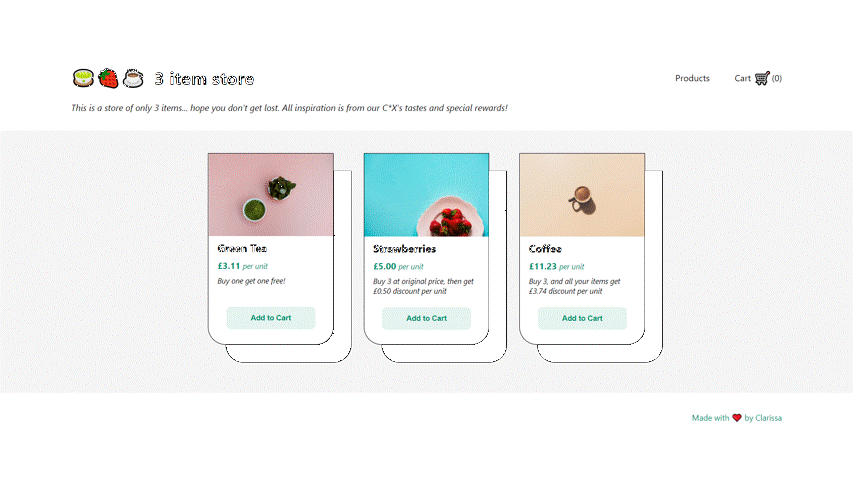 3 item store
Products
Cart (0)
This is a store of only 3 items... hope you don't get lost. All inspiration is from our C*X's tastes and special rewards!
Green Tea
£3.11 per unit
Buy one get one free!
Add to Cart
Strawberries
£5.00 per unit
Buy 3 at original price, then get
£0.50 discount per unit
Add to Cart
Coffee
£11.23 per unit
Buy 3, and all your items get
£3.74 discount per unit
Add to Cart
Made with ❤ by Clarissa